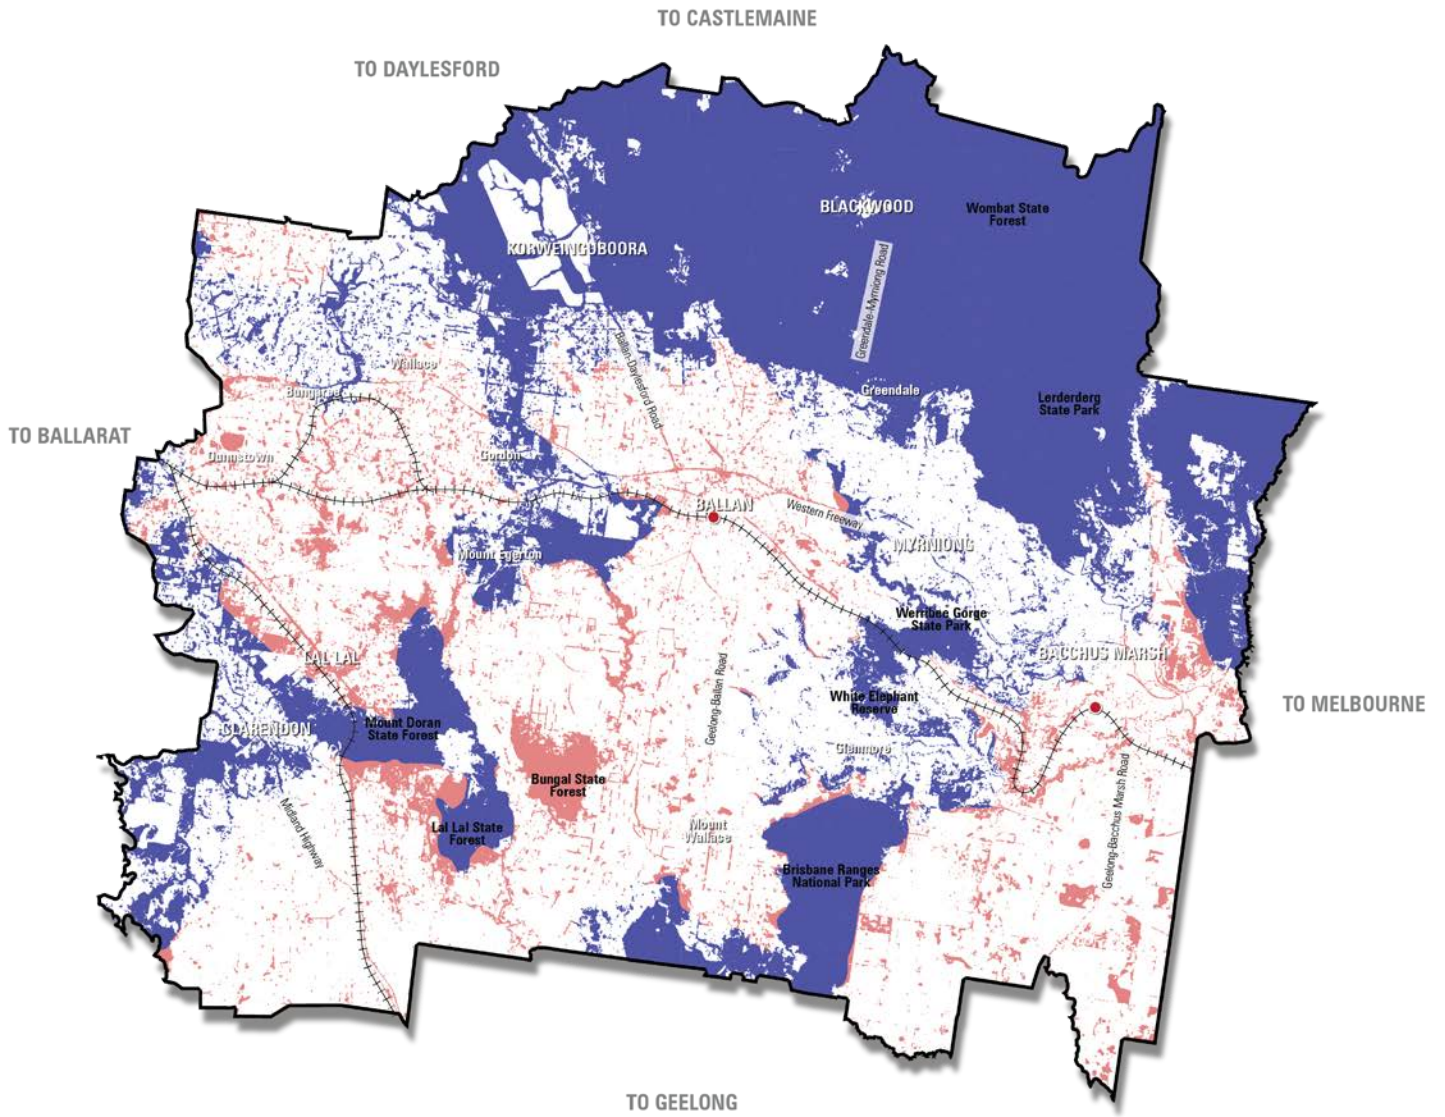 TO CASTLEMAINE
TO DAYLESFORD
BLACKWOOD
Wombat State
Forest
KORWEINGUBOORA
Greendale-Myrniong Road
Wallace
Ballan-Daylesford Road
Bungaree
Greendale
Lerderderg
State Park
TO BALLARAT
Dunnstown
Gordon
BALLAN
Western Freeway
MYRNIONG
Mount Egerton
Werribee Gorge
State Park
LAL LAL
BACCHUS MARSH
Geelong-Ballan Road
White Elephant
Reserve
TO MELBOURNE
CLARENDON
Mount Doran
State Forest
Glenmore
Bungal State
Forest
Geelong-Bacchus Marsh Road
Midland Highway
Lal Lal State
Forest
Mount
Wallace
Brisbane Ranges
National Park
TO GEELONG